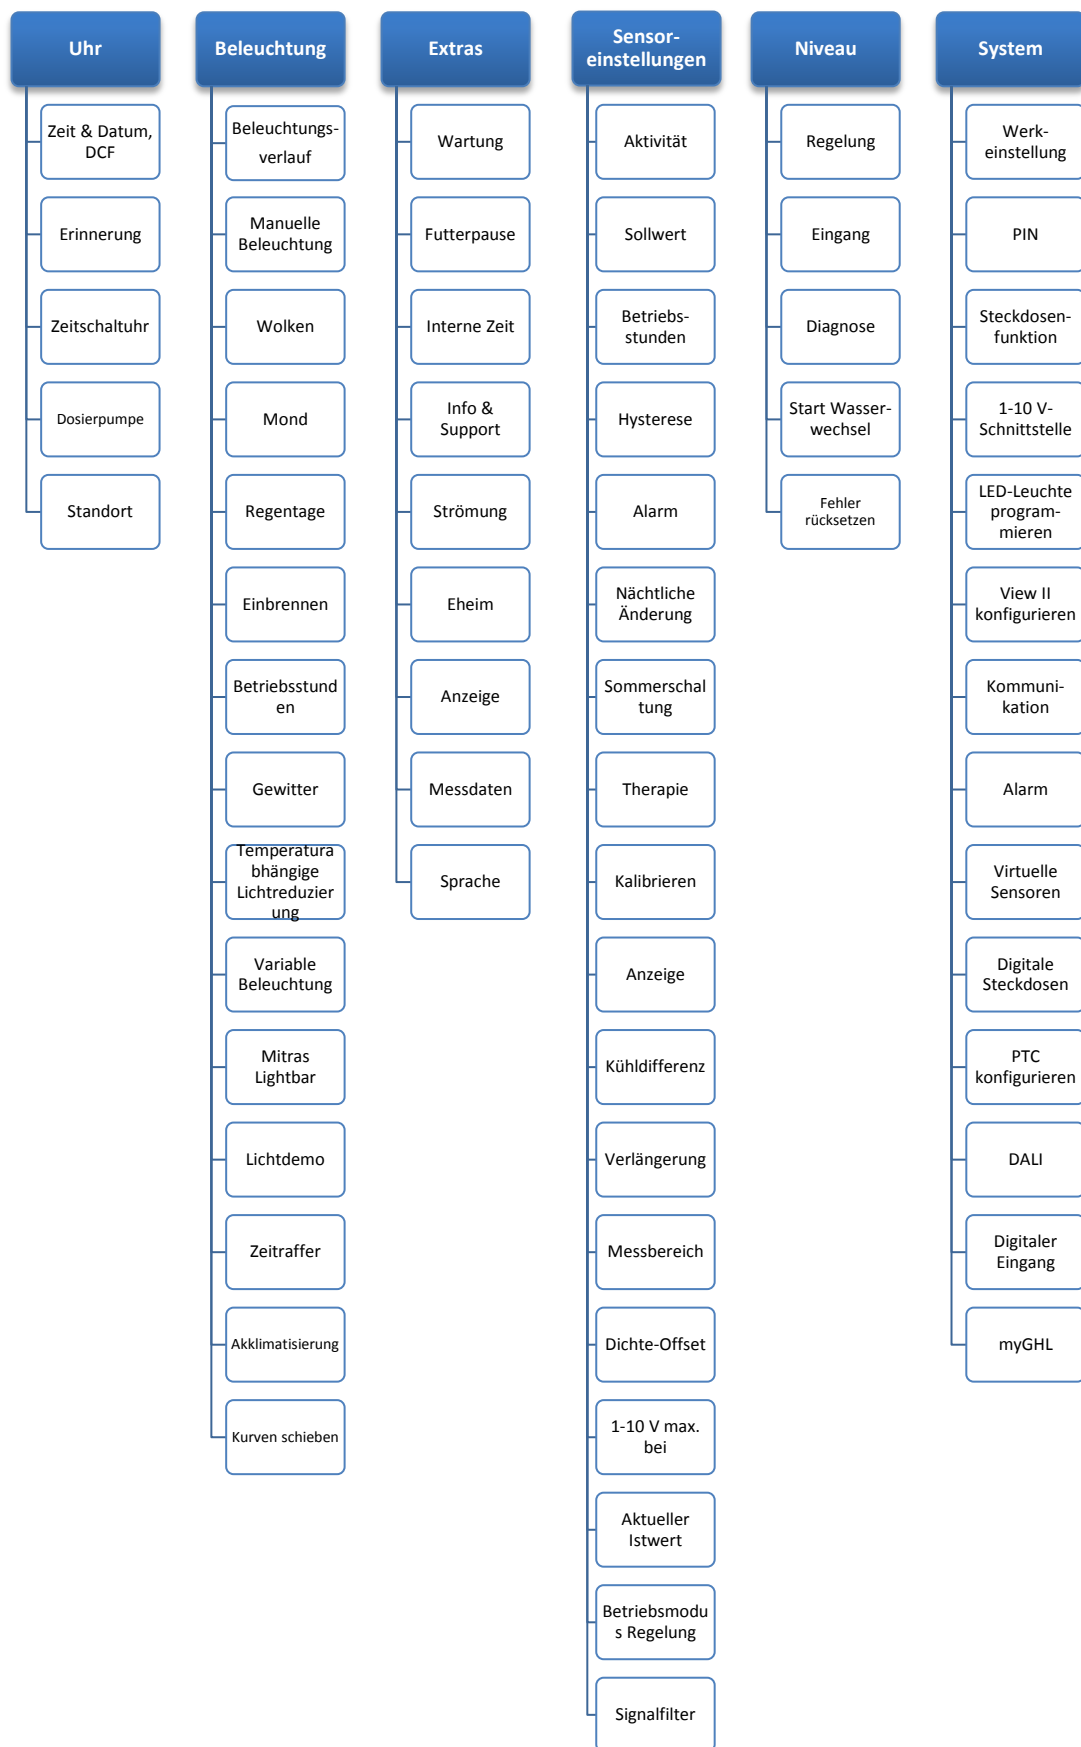 Uhr
Zeit & Datum,
DCF
Erinnerung
Zeitschaltuhr
Dosierpumpe
Standort
Beleuchtung
Beleuchtungs-
verlauf
Manuelle
Beleuchtung
Wolken
Mond
Regentage
Einbrennen
Betriebsstund
en
Gewitter
Temperatura
bhängige
Lichtreduzier
ung
Variable
Beleuchtung
Mitras
Lightbar
Lichtdemo
Zeitraffer
Akklimatisierung
Kurven schieben
Extras
Wartung
Futterpause
Interne Zeit
Info &
Support
Strömung
Eheim
Anzeige
Messdaten
Sprache
Sensor-
einstellungen
Aktivität
Sollwert
Betriebs-
stunden
Hysterese
Alarm
Nächtliche
Änderung
Sommerschal
tung
Therapie
Kalibrieren
Anzeige
Kühldifferenz
Verlängerung
Messbereich
Dichte-Offset
1-10 V max.
bei
Aktueller
Istwert
Betriebsmodu
s Regelung
Signalfilter
Niveau
Regelung
Eingang
Diagnose
Start Wasser-
wechsel
Fehler
rücksetzen
System
Werk-
einstellung
PIN
Steckdosen-
funktion
1-10 V-
Schnittstelle
LED-Leuchte
program-
mieren
View II
konfigurieren
Kommuni-
kation
Alarm
Virtuelle
Sensoren
Digitale
Steckdosen
PTC
konfigurieren
DALI
Digitaler
Eingang
myGHL